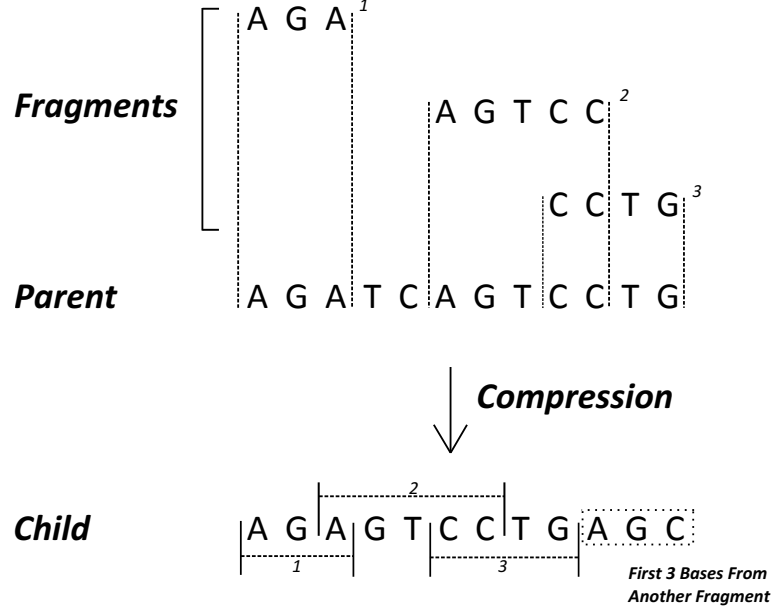 A G A 1
Fragments
A G T C C 2
C C T G 3
Parent
A G A T C A G T C C T G
Compression
2
Child
A G A G T C C T G A G C
1
3
First 3 Bases From
Another Fragment